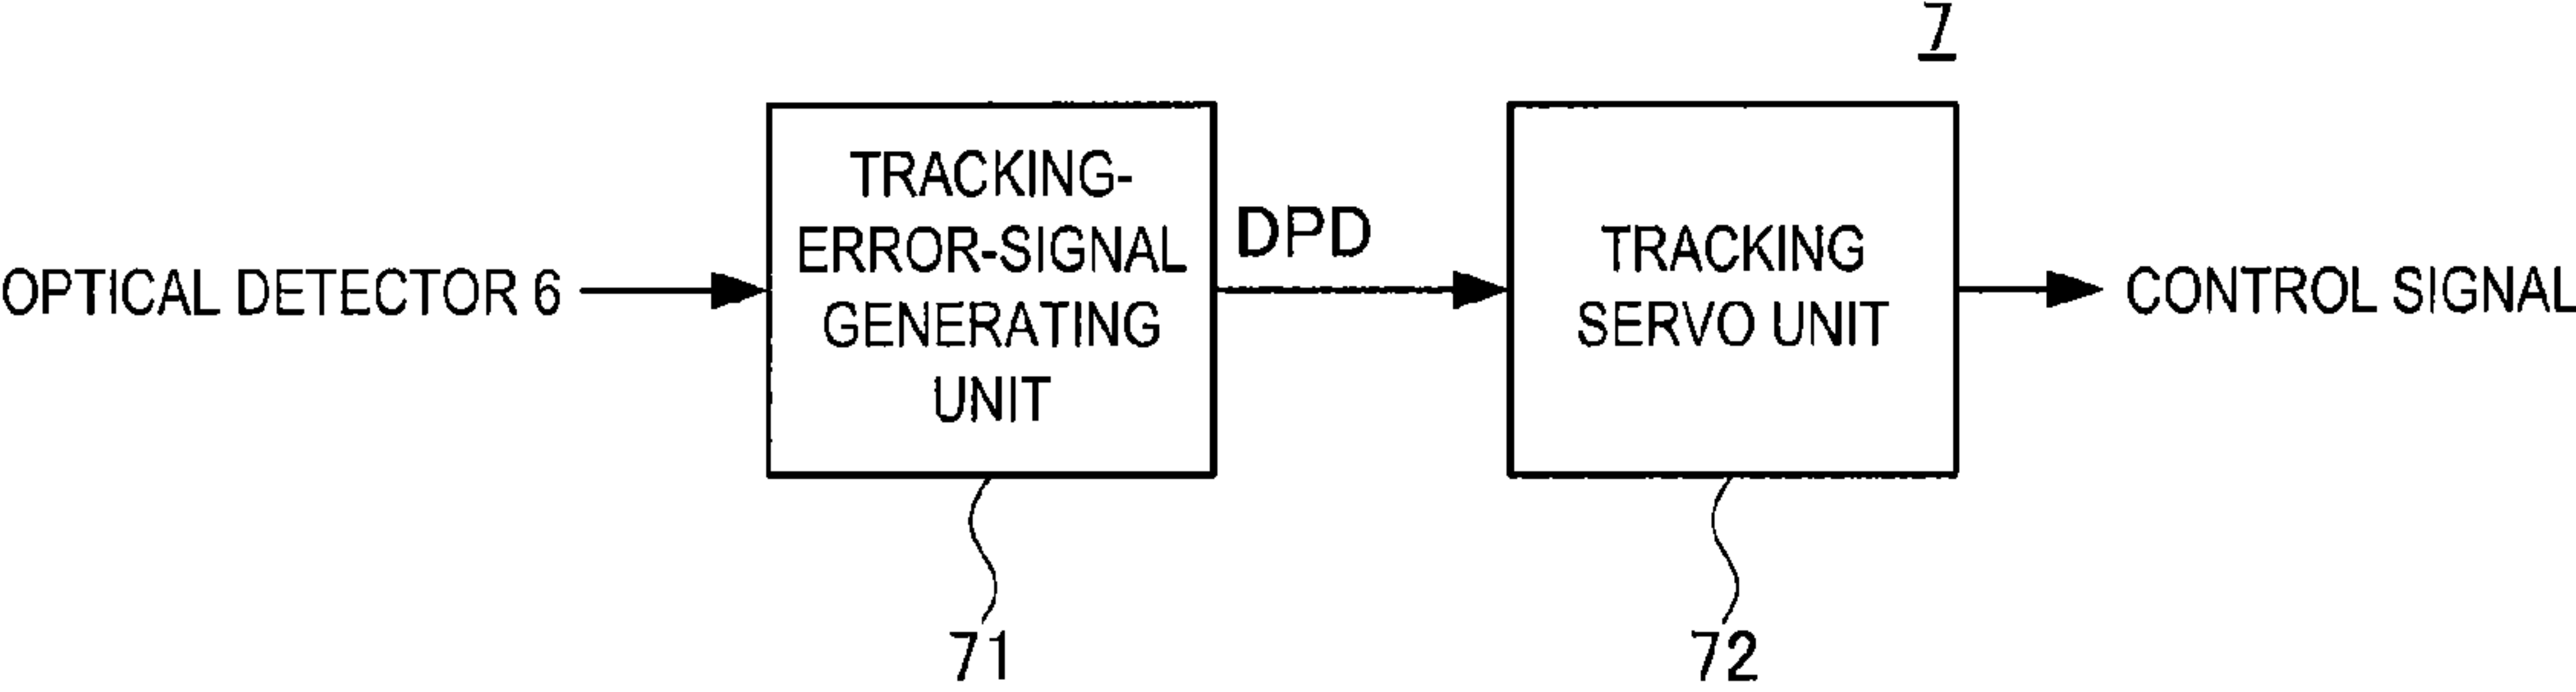 7
TRACKING-
ERROR-SIGNAL
GENERATING
UNIT
DPD
TRACKING
SERVO UNIT
OPTICAL DETECTOR 6
CONTROL SIGNAL
71
72